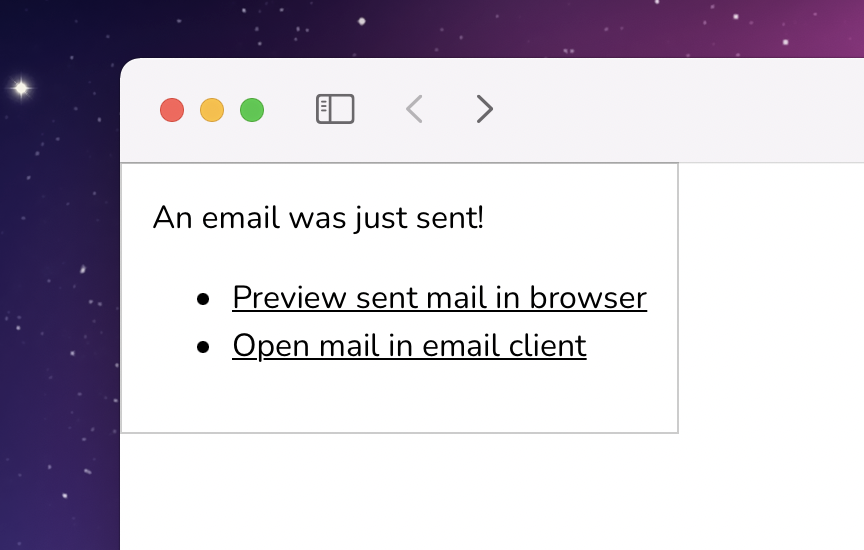 An email was just sent!
Preview sent mail in browser
Open mail in email client